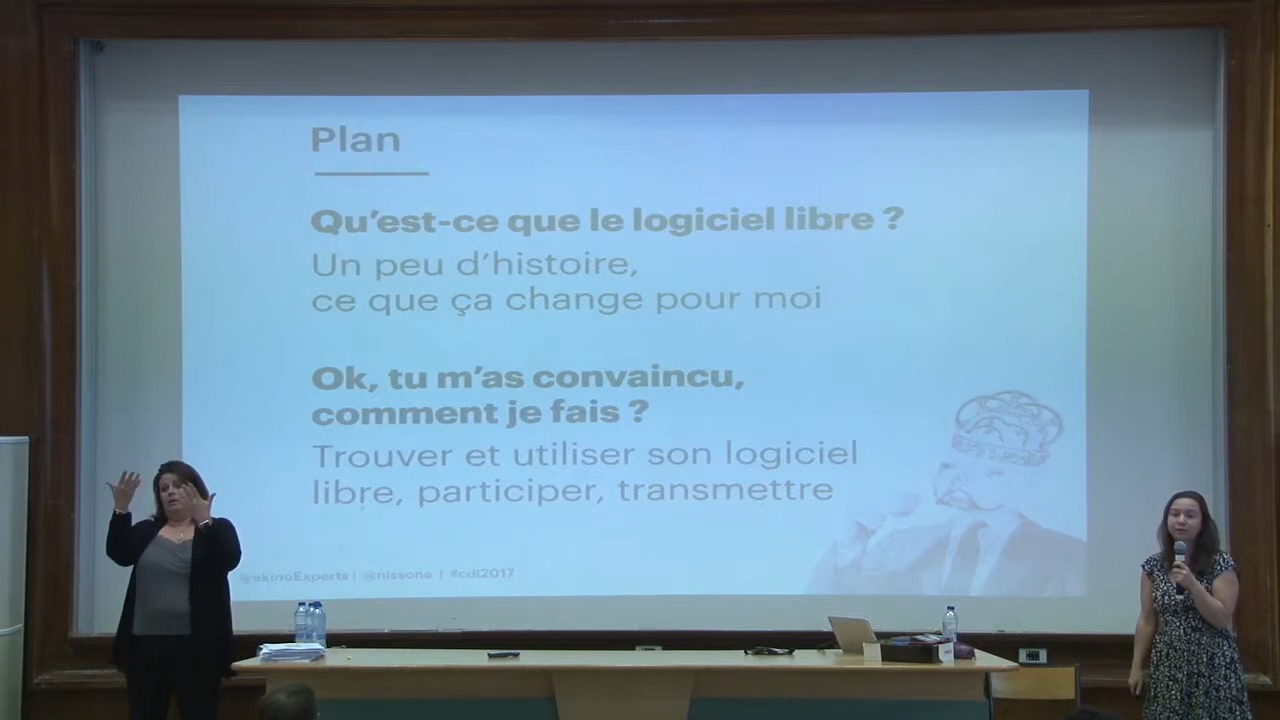 Plan
Qu'est-ce que le logiciel libre ?
Un peu d'histoire,
ce que ça change pour moi
Ok, tu m'as convaincu,
comment je fais ?
Trouver et utiliser son logiciel
libre, participer, transmettre
@ekinoExperts | @nissone | #cdl2017